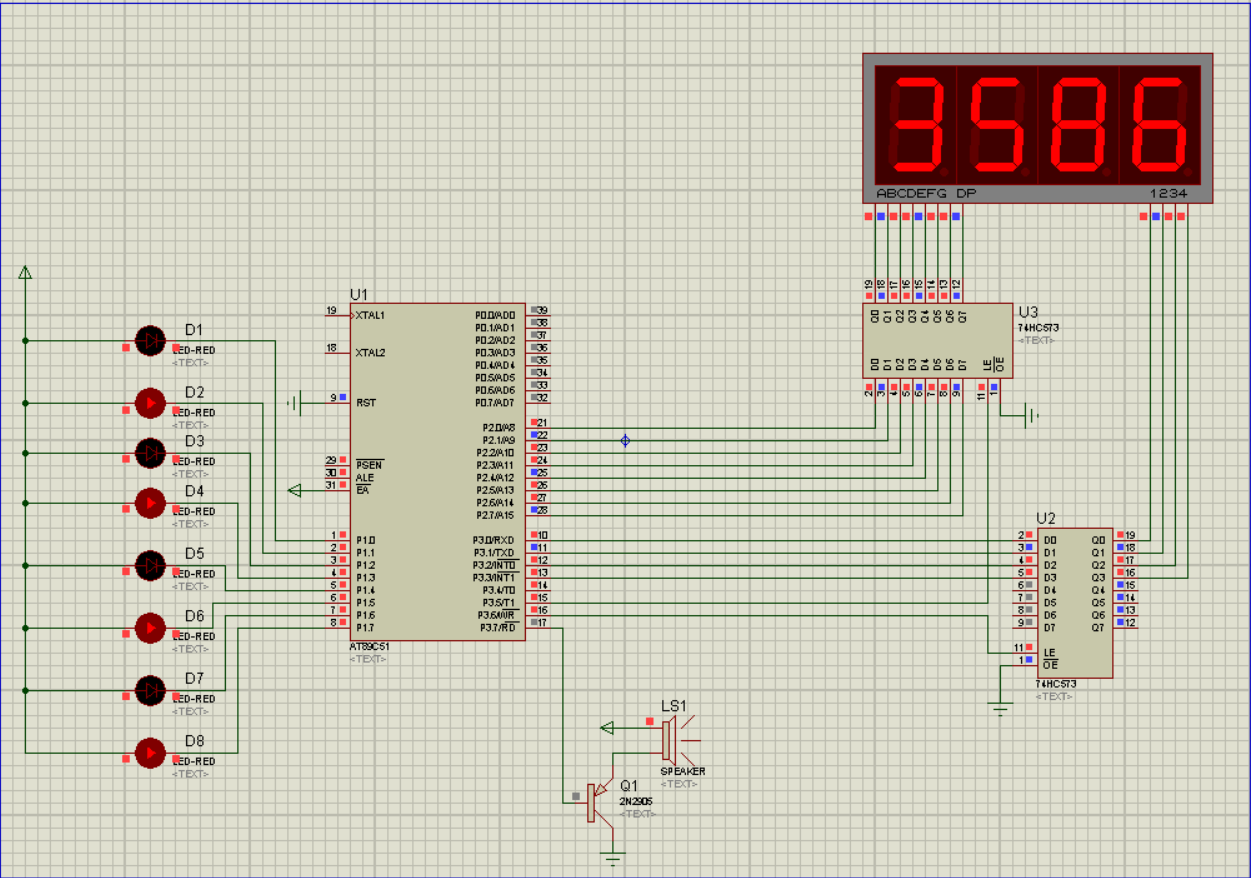 3586
ABCDEFG DP
1234
19 18 17 16 15 14 13 12
Q0 Q1 Q2 Q3 Q4 Q5 Q6 Q7
U3
74HC573
<TEXT>
D0 D1 D2 D3 D4 D5 D6 D7 LE OE
2 3 4 5 6 7 8 9 11 1
U1
19 XTAL1
18 XTAL2
9 RST
29 PSEN
30 ALE
31 EA
1 P1.0
2 P1.1
3 P1.2
4 P1.3
5 P1.4
6 P1.5
7 P1.6
8 P1.7
P0.0/AD0 39
P0.1/AD1 38
P0.2/AD2 37
P0.3/AD3 36
P0.4/AD4 35
P0.5/AD5 34
P0.6/AD6 33
P0.7/AD7 32
P2.0/A8 21
P2.1/A9 22
P2.2/A10 23
P2.3/A11 24
P2.4/A12 25
P2.5/A13 26
P2.6/A14 27
P2.7/A15 28
P3.0/RXD 10
P3.1/TXD 11
P3.2/INT0 12
P3.3/INT1 13
P3.4/T0 14
P3.5/T1 15
P3.6/WR 16
P3.7/RD 17
AT89C51
<TEXT>
D1
LED-RED
<TEXT>
D2
LED-RED
<TEXT>
D3
LED-RED
<TEXT>
D4
LED-RED
<TEXT>
D5
LED-RED
<TEXT>
D6
LED-RED
<TEXT>
D7
LED-RED
<TEXT>
D8
LED-RED
<TEXT>
U2
2 D0 Q0 19
3 D1 Q1 18
4 D2 Q2 17
5 D3 Q3 16
6 D4 Q4 15
7 D5 Q5 14
8 D6 Q6 13
9 D7 Q7 12
11 LE
1 OE
74HC573
<TEXT>
LS1
SPEAKER
<TEXT>
Q1
2N2905
<TEXT>